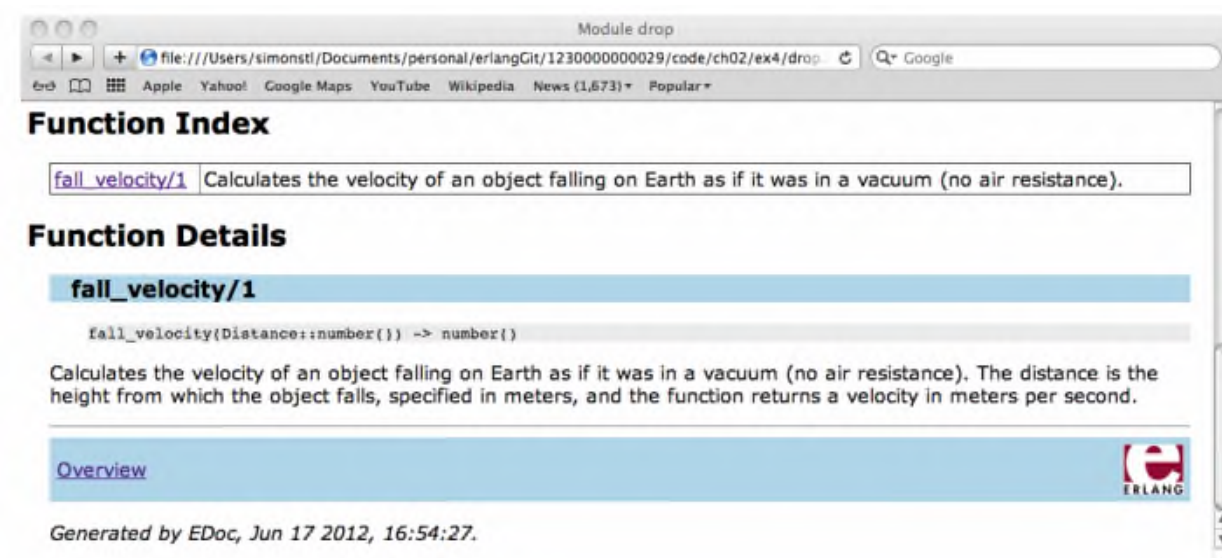 Module drop
file:///Users/simonstl/Documents/personal/erlangGit/1230000000029/code/ch02/ex4/drop
Google
Apple Yahoo! Google Maps YouTube Wikipedia News (1,673) Popular
Function Index
fall_velocity/1 Calculates the velocity of an object falling on Earth as if it was in a vacuum (no air resistance).
Function Details
fall_velocity/1
fall_velocity(Distance::number()) -> number()
Calculates the velocity of an object falling on Earth as if it was in a vacuum (no air resistance). The distance is the
height from which the object falls, specified in meters, and the function returns a velocity in meters per second.
Overview
ERLANG
Generated by EDoc, Jun 17 2012, 16:54:27.